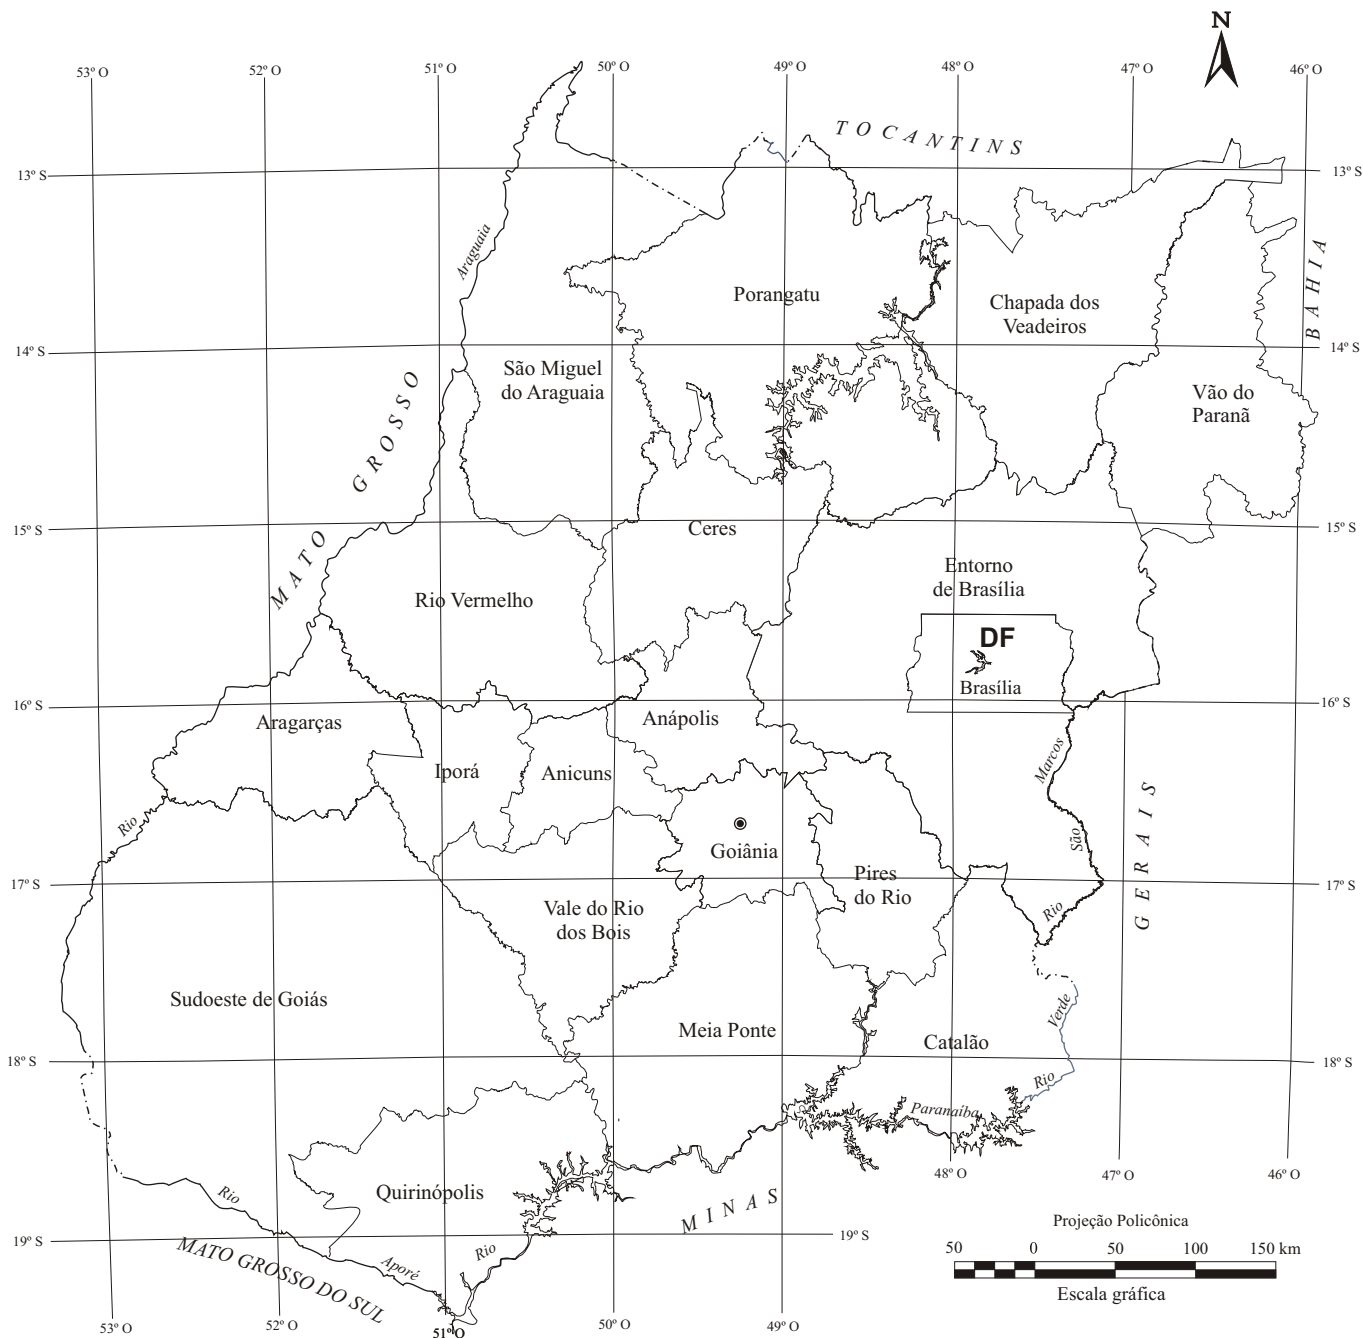 N
53º O
52º O
51º O
50º O
49º O
48º O
47º O
46º O
TOCANTINS
13º S
13º S
Araguaia
BAHIA
Porangatu
Chapada dos
Veadeiros
14º S
14º S
São Miguel
do Araguaia
Vão do
Paranã
MATO GROSSO
15º S
15º S
Ceres
Entorno
de Brasília
Rio Vermelho
DF
Brasília
16º S
16º S
Aragarças
Anápolis
Iporá
Anicuns
Marcos
Rio
São
GERAIS
Goiânia
Pires
do Rio
17º S
17º S
Vale do Rio
dos Bois
Rio
Sudoeste de Goiás
Verde
Meia Ponte
Catalão
18º S
18º S
Rio
Paranaíba
48º O
47º O
46º O
Rio
Quirinópolis
MINAS
Projeção Policônica
19º S
19º S
MATO GROSSO DO SUL
Aporé
Rio
50
0
50
100
150 km
Escala gráfica
53º O
52º O
51º O
50º O
49º O